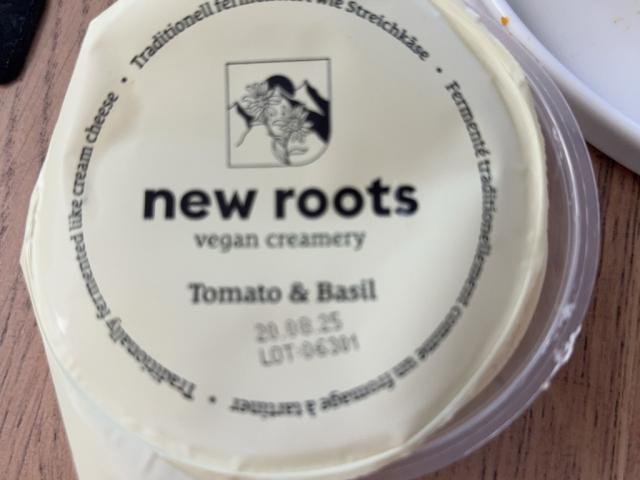 Traditionell fermentiert wie Streichkäse •
Fermenté traditionellement comme un fromage à tartiner •
Traditionally fermented like cream cheese •
new roots
vegan creamery
Tomato & Basil
20.08.25
LOT:06301